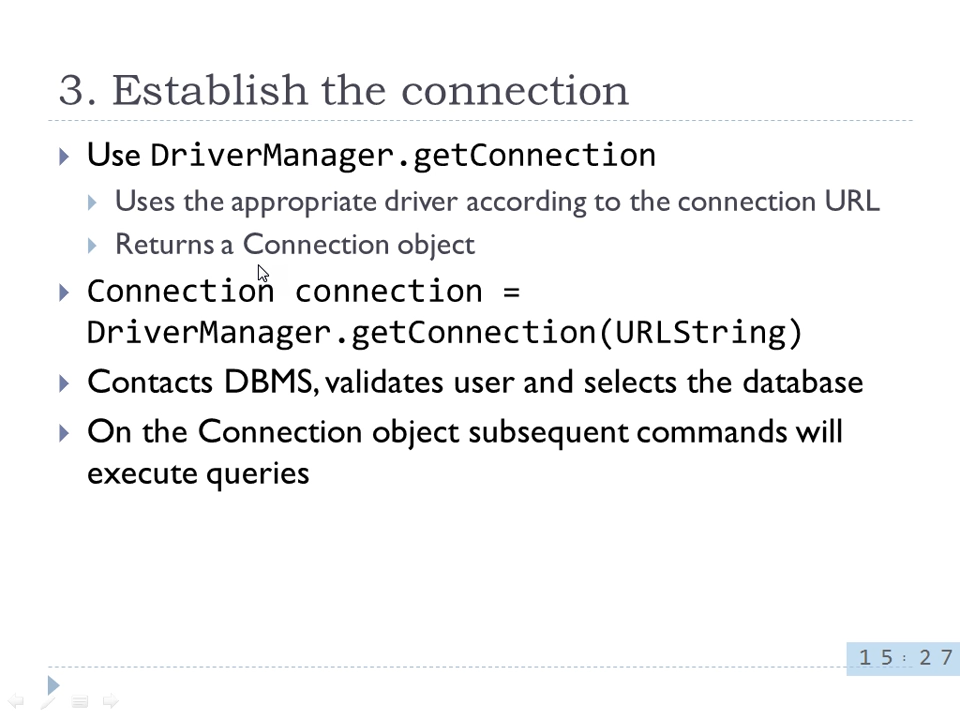 3. Establish the connection
Use DriverManager.getConnection
Uses the appropriate driver according to the connection URL
Returns a Connection object
Connection connection =
DriverManager.getConnection(URLString)
Contacts DBMS, validates user and selects the database
On the Connection object subsequent commands will
execute queries
15:27